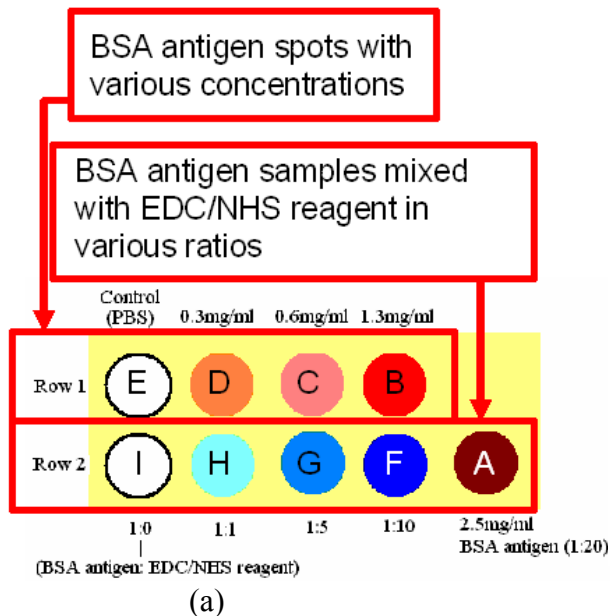 BSA antigen spots with
various concentrations
BSA antigen samples mixed
with EDC/NHS reagent in
various ratios
Control
(PBS) 0.3mg/ml 0.6mg/ml 1.3mg/ml
Row 1 E D C B
Row 2 I H G F A
1:0 1:1 1:5 1:10 2.5mg/ml
BSA antigen (1:20)
(BSA antigen: EDC/NHS reagent)
(a)